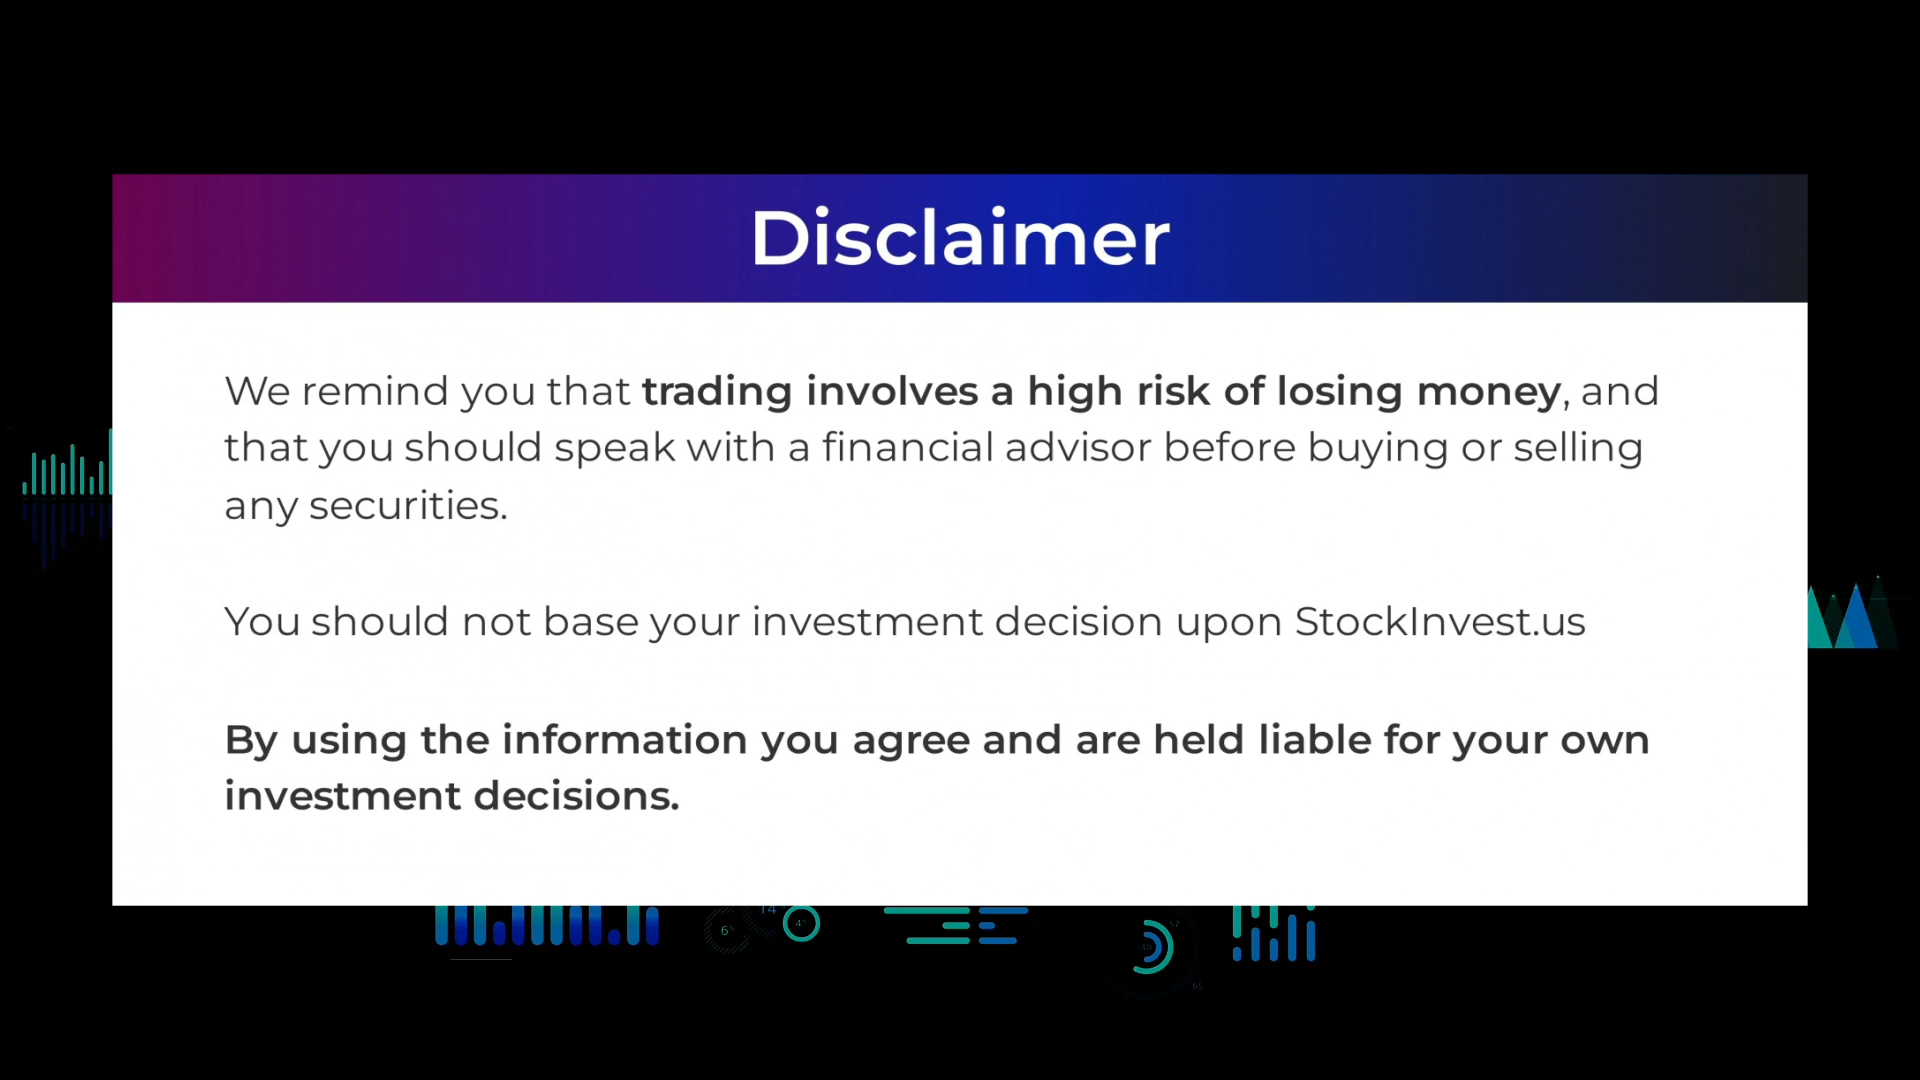 Disclaimer
We remind you that trading involves a high risk of losing money, and
that you should speak with a financial advisor before buying or selling
any securities.
You should not base your investment decision upon StockInvest.us
By using the information you agree and are held liable for your own
investment decisions.